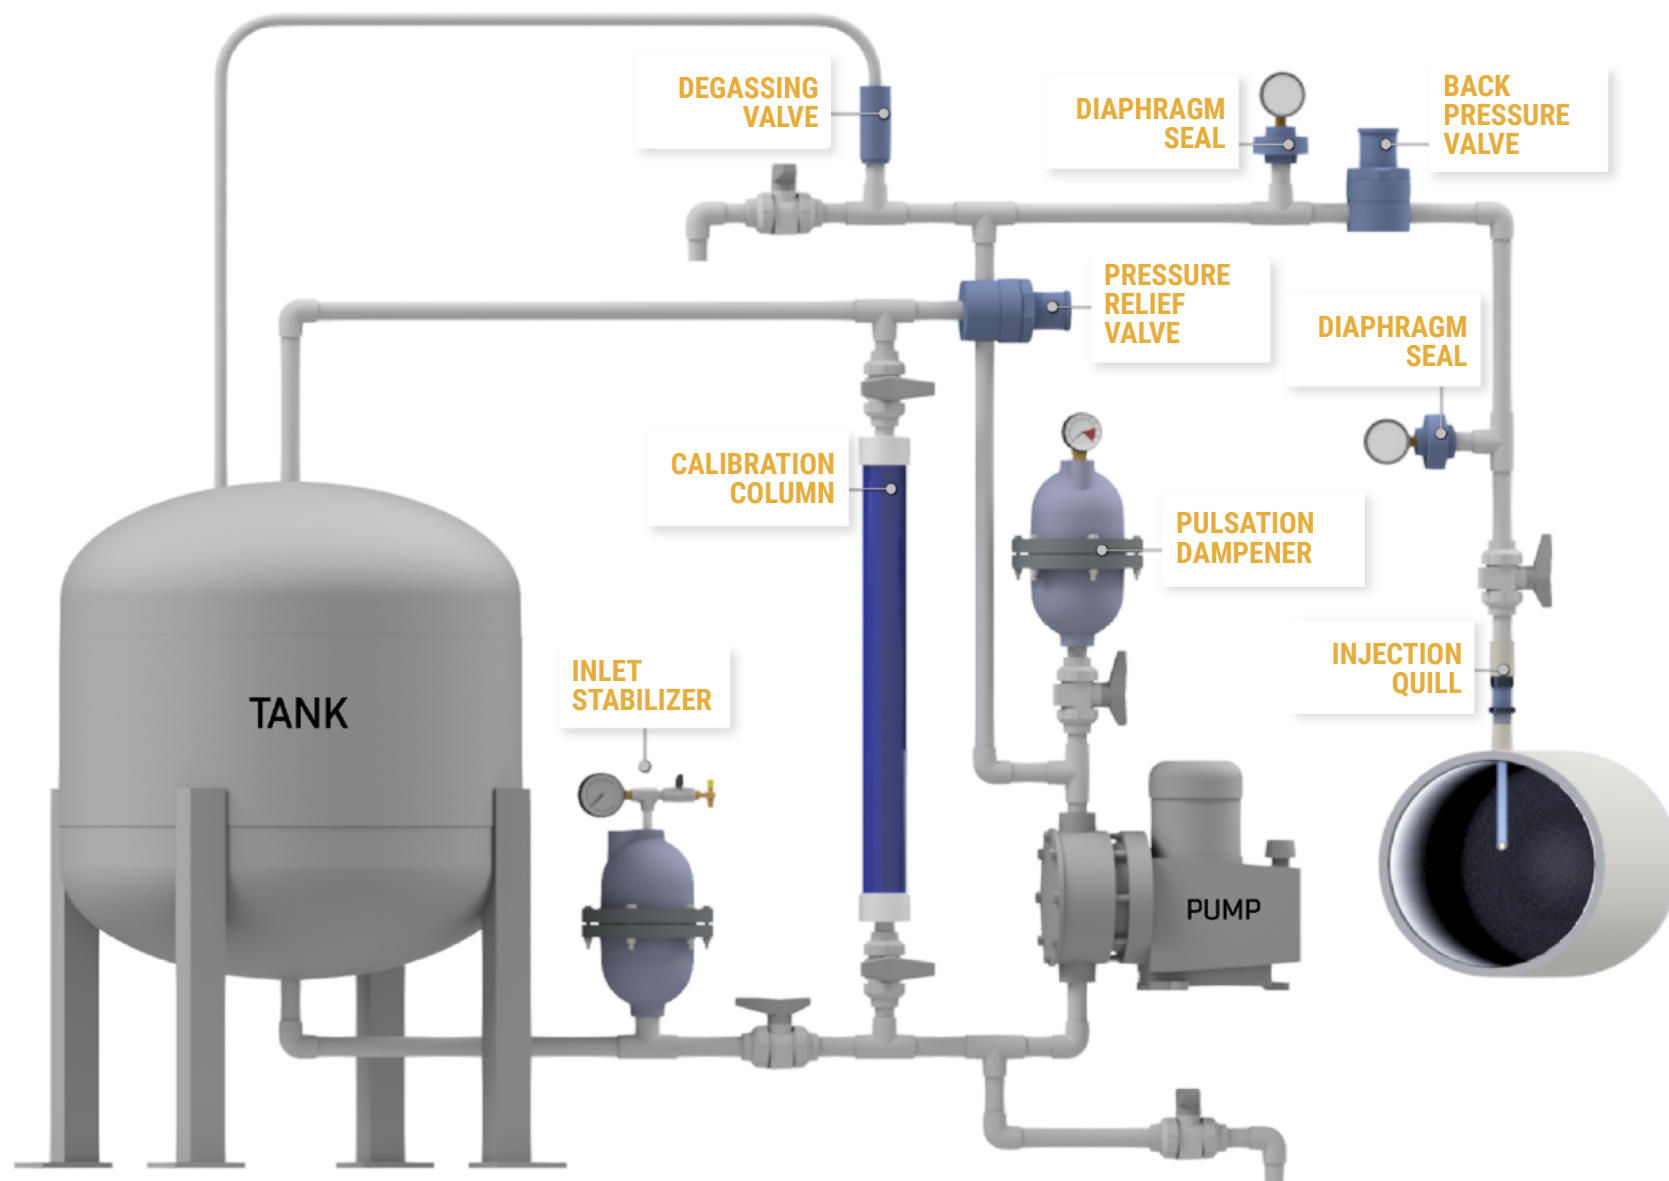 DEGASSING
VALVE
DIAPHRAGM
SEAL
BACK
PRESSURE
VALVE
PRESSURE
RELIEF
VALVE
DIAPHRAGM
SEAL
CALIBRATION
COLUMN
PULSATION
DAMPENER
INLET
STABILIZER
INJECTION
QUILL
TANK
PUMP